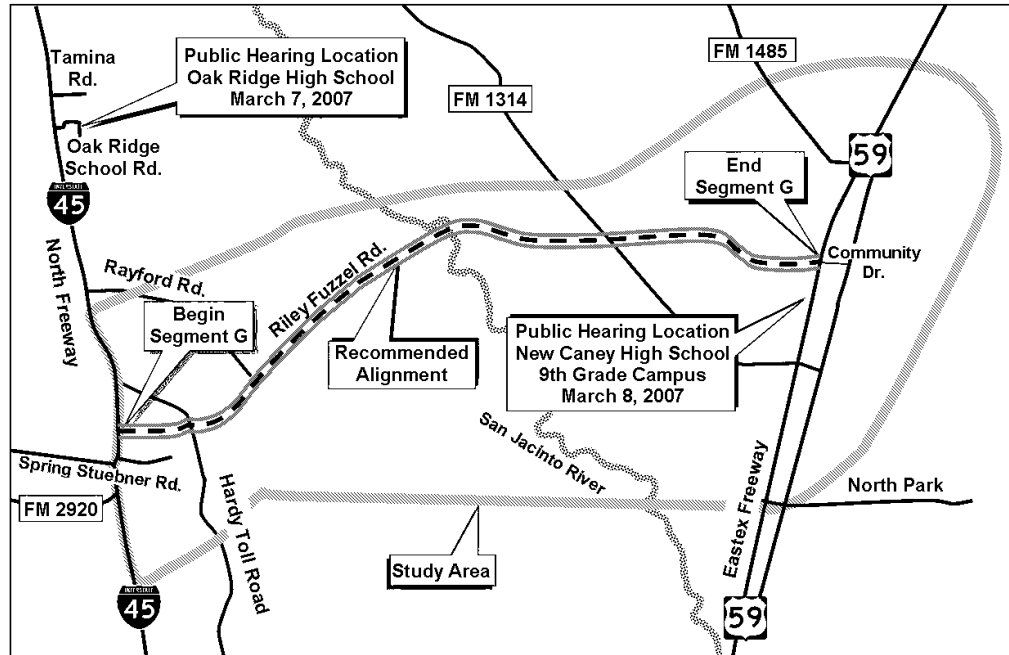 Tamina
Rd.
Public Hearing Location
Oak Ridge High School
March 7, 2007
Oak Ridge
School Rd.
FM 1314
FM 1485
59
INTERSTATE
45
North Freeway
End
Segment G
Community
Dr.
Rayford Rd.
Begin
Segment G
Riley Fuzzel Rd.
Recommended
Alignment
Public Hearing Location
New Caney High School
9th Grade Campus
March 8, 2007
San Jacinto
River
Spring Stuebner Rd.
FM 2920
Hardy Toll Road
North Park
Eastex Freeway
Study Area
INTERSTATE
45
59